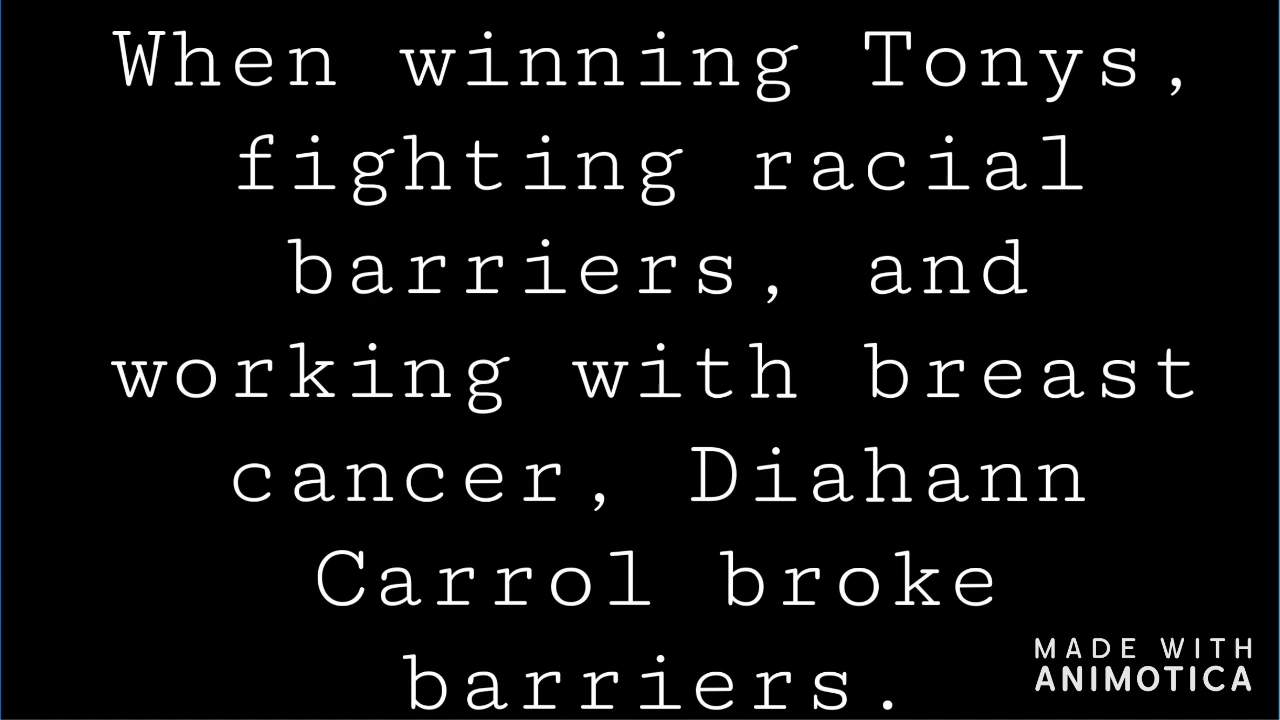 When winning Tonys,
fighting racial
barriers, and
working with breast
cancer, Diahann
Carrol broke
barriers.
MADE WITH
ANIMOTICA